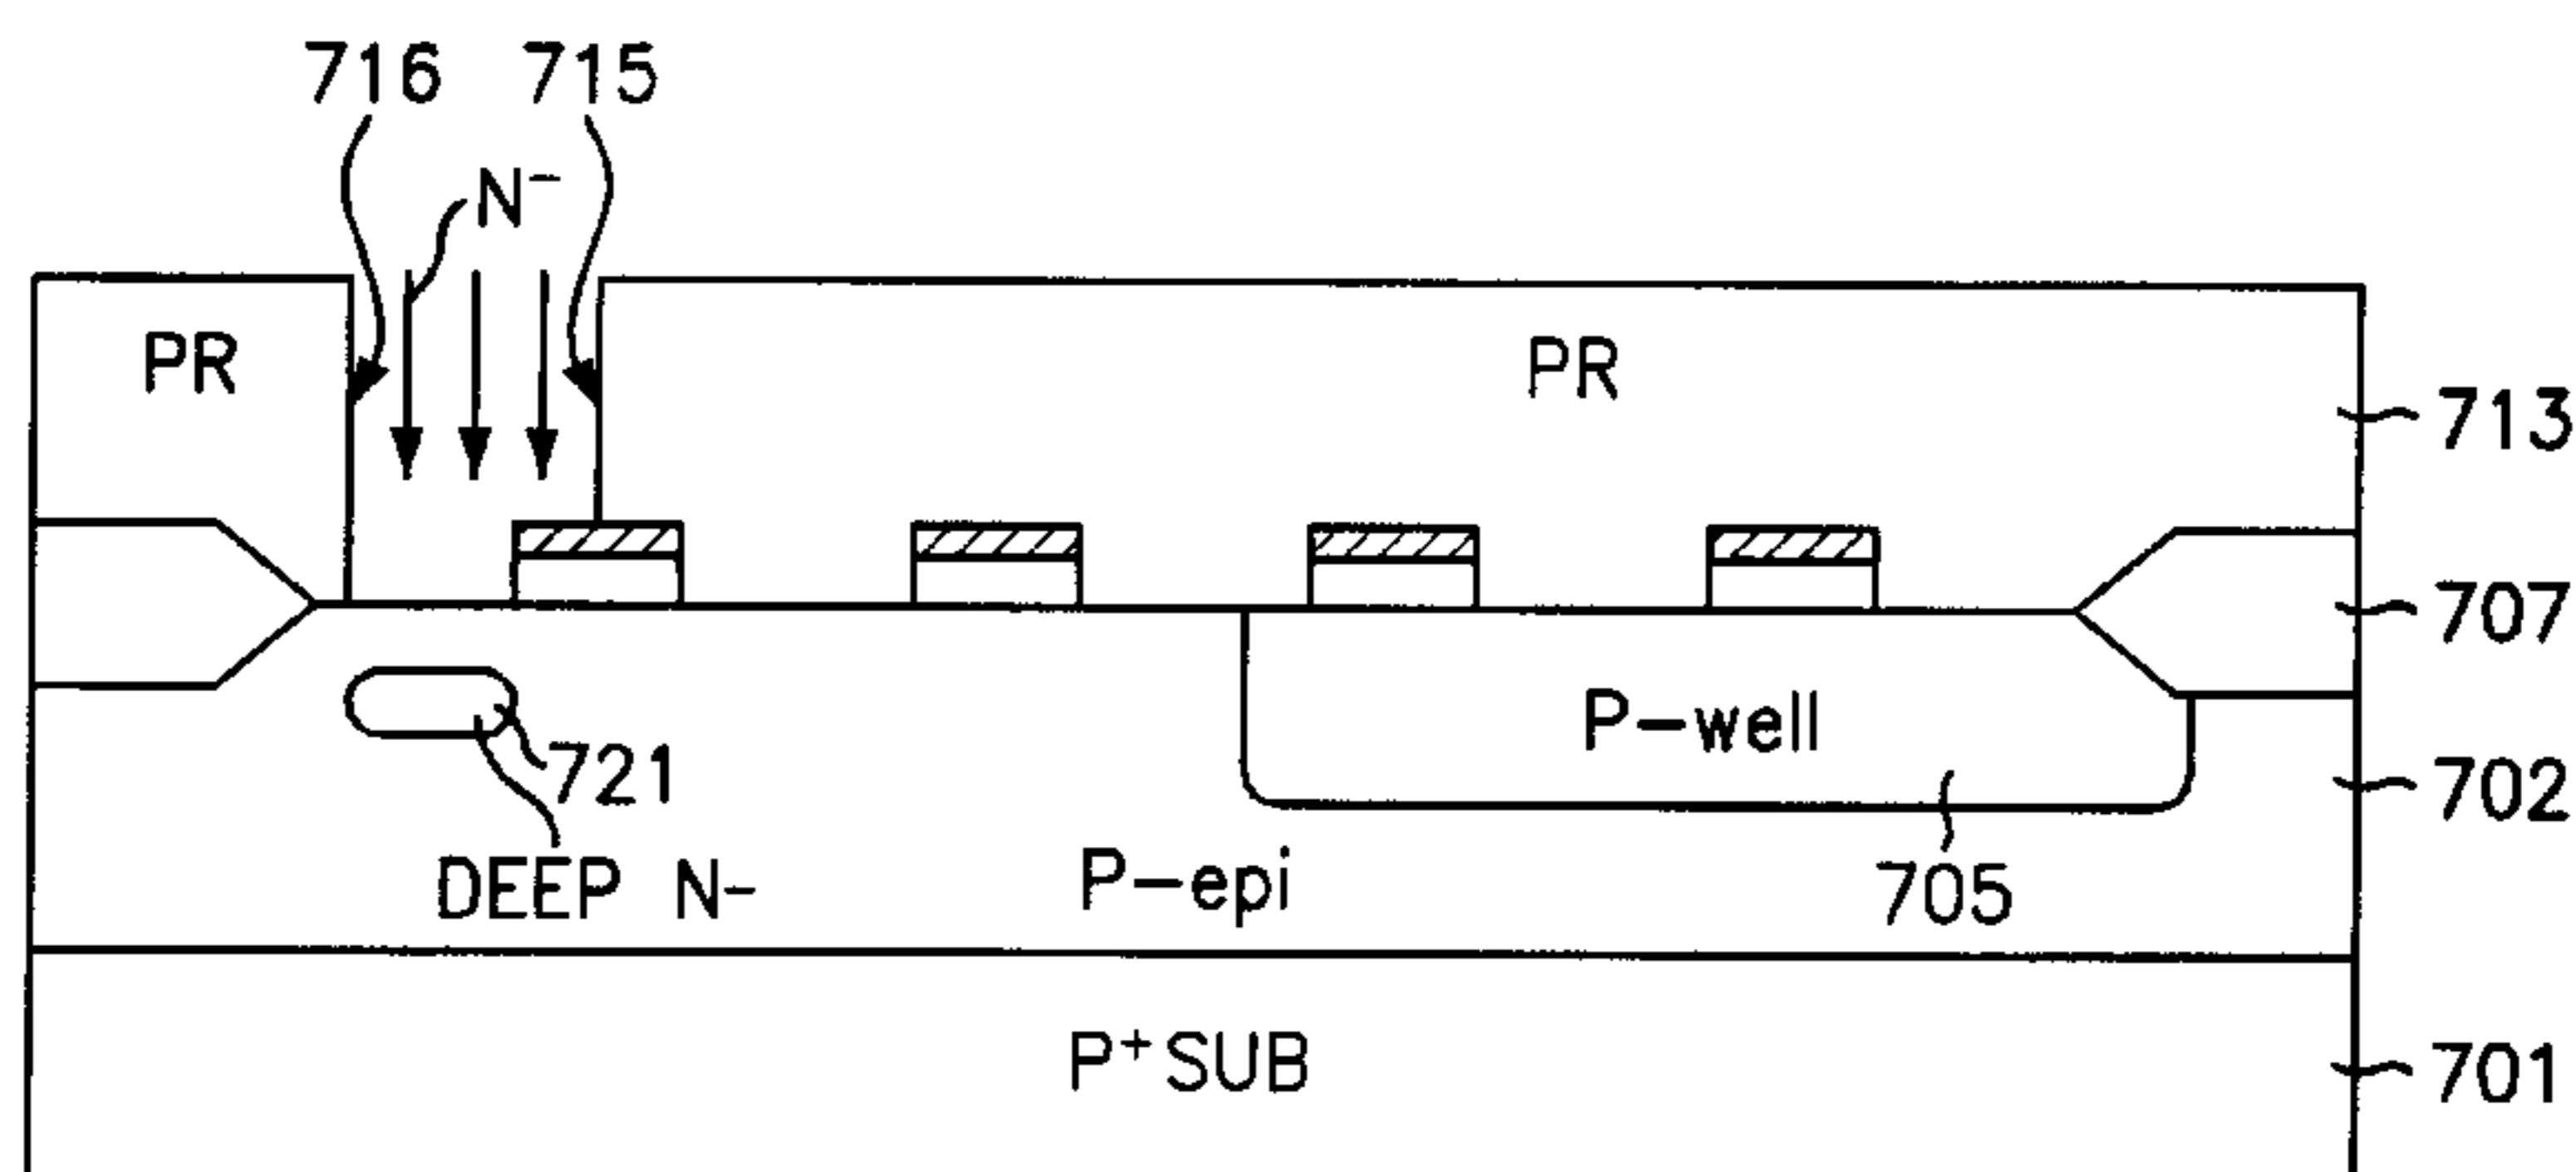 716 715
N⁻
PR PR
713
707
P-well
721 702
DEEP N- P-epi 705
P⁺SUB 701